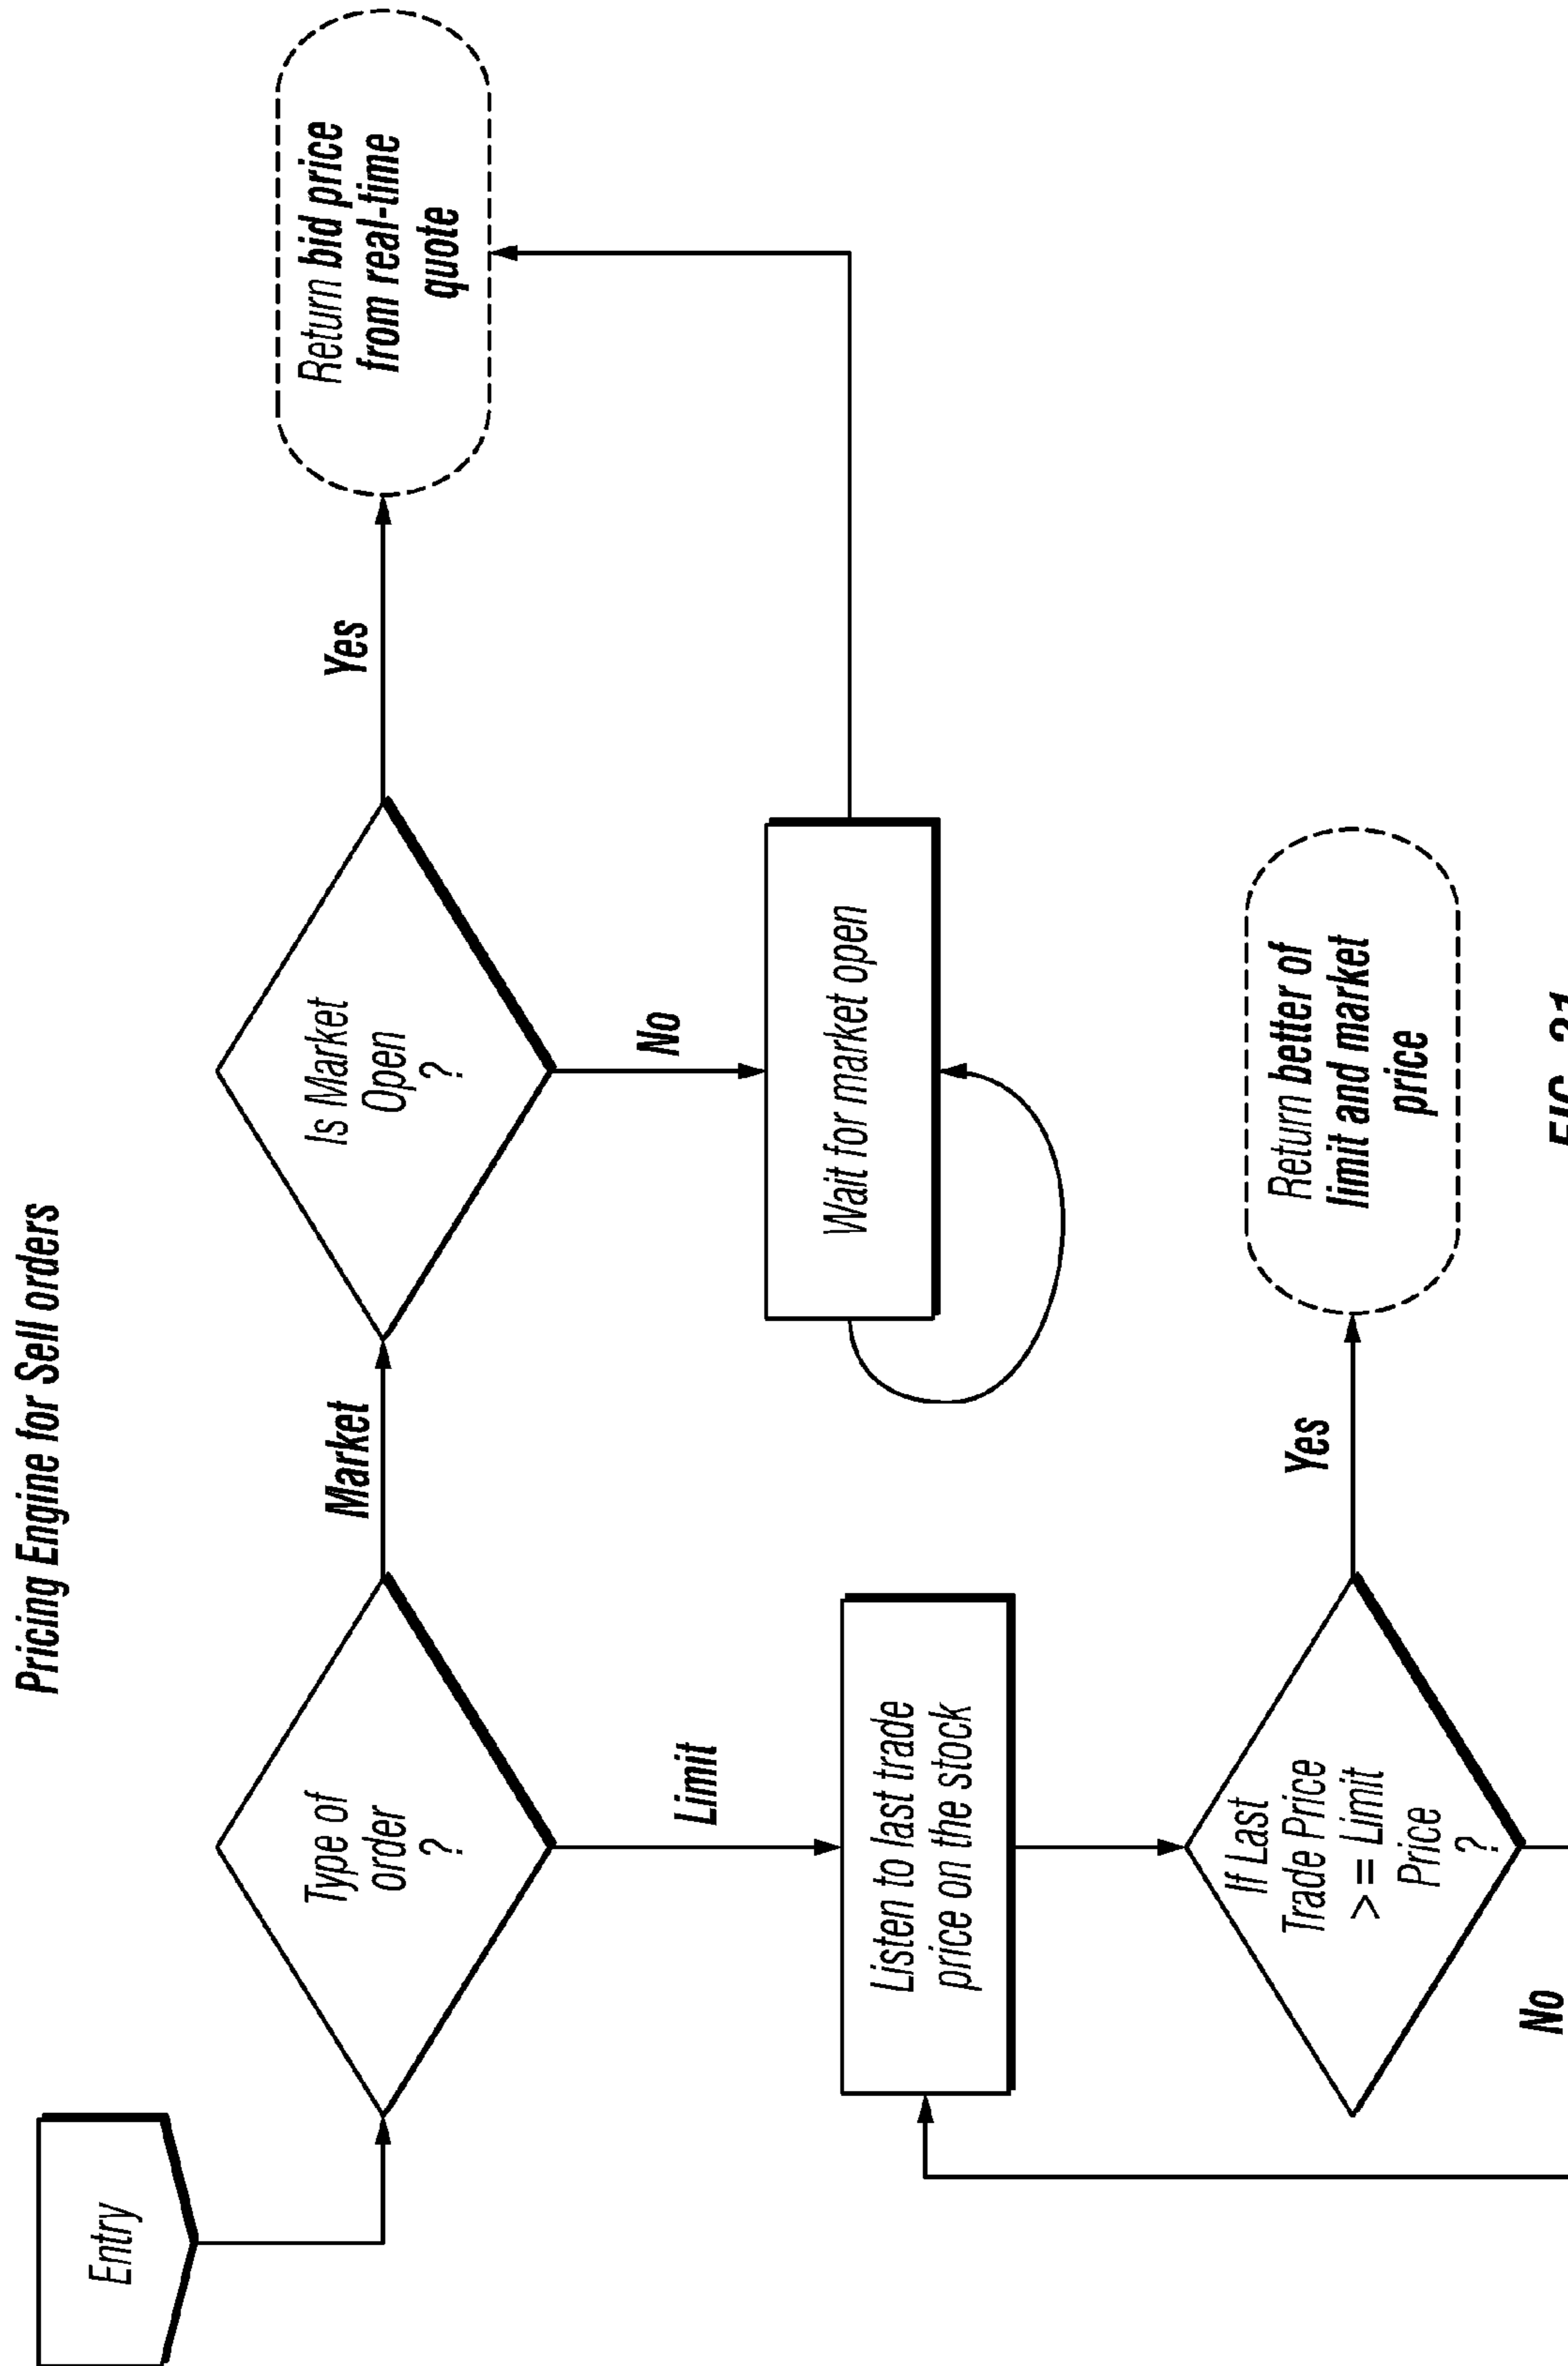 Pricing Engine for Sell orders
Entry
Type of
order
?
Market
Is Market
Open
?
Yes
Return bid price
from real-time
quote
Limit
No
Listen to last trade
price on the stock
Wait for market open
If Last
Trade Price
>= Limit
Price
?
Yes
Return better of
limit and market
price
No